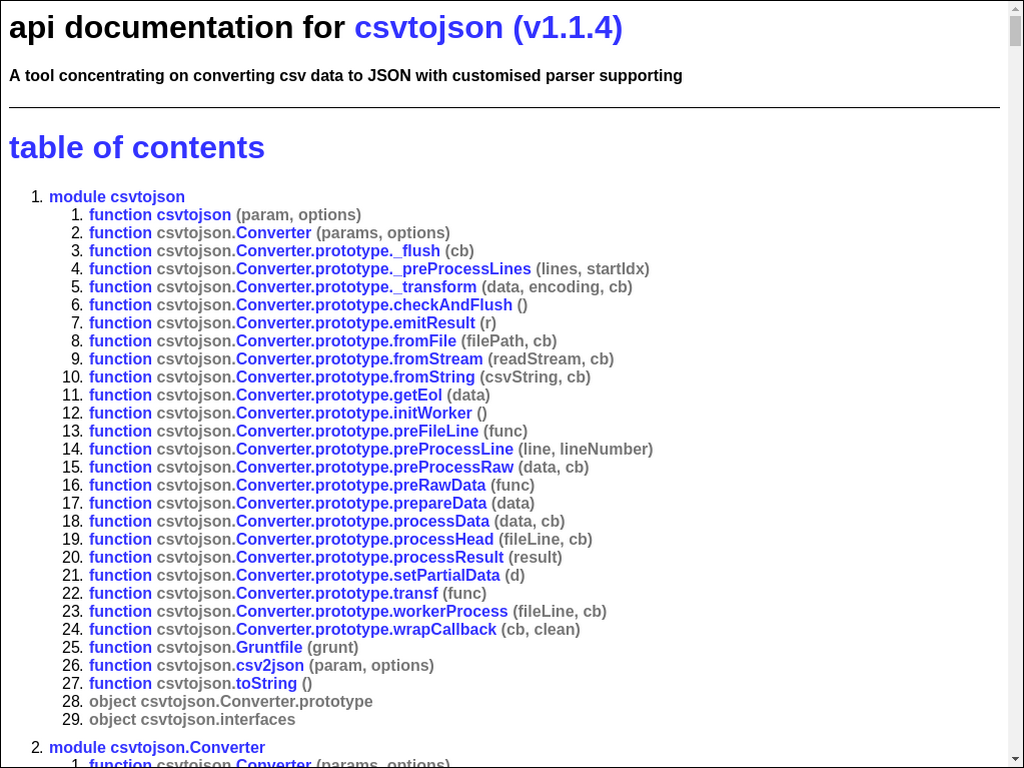 api documentation for csvtojson (v1.1.4)
A tool concentrating on converting csv data to JSON with customised parser supporting
table of contents
1. module csvtojson
1. function csvtojson (param, options)
2. function csvtojson.Converter (params, options)
3. function csvtojson.Converter.prototype._flush (cb)
4. function csvtojson.Converter.prototype._preProcessLines (lines, startIdx)
5. function csvtojson.Converter.prototype._transform (data, encoding, cb)
6. function csvtojson.Converter.prototype.checkAndFlush ()
7. function csvtojson.Converter.prototype.emitResult (r)
8. function csvtojson.Converter.prototype.fromFile (filePath, cb)
9. function csvtojson.Converter.prototype.fromStream (readStream, cb)
10. function csvtojson.Converter.prototype.fromString (csvString, cb)
11. function csvtojson.Converter.prototype.getEol (data)
12. function csvtojson.Converter.prototype.initWorker ()
13. function csvtojson.Converter.prototype.preFileLine (func)
14. function csvtojson.Converter.prototype.preProcessLine (line, lineNumber)
15. function csvtojson.Converter.prototype.preProcessRaw (data, cb)
16. function csvtojson.Converter.prototype.preRawData (func)
17. function csvtojson.Converter.prototype.prepareData (data)
18. function csvtojson.Converter.prototype.processData (data, cb)
19. function csvtojson.Converter.prototype.processHead (fileLine, cb)
20. function csvtojson.Converter.prototype.processResult (result)
21. function csvtojson.Converter.prototype.setPartialData (d)
22. function csvtojson.Converter.prototype.transf (func)
23. function csvtojson.Converter.prototype.workerProcess (fileLine, cb)
24. function csvtojson.Converter.prototype.wrapCallback (cb, clean)
25. function csvtojson.Gruntfile (grunt)
26. function csvtojson.csv2json (param, options)
27. function csvtojson.toString ()
28. object csvtojson.Converter.prototype
29. object csvtojson.interfaces
2. module csvtojson.Converter
1. function csvtojson.Converter (params, options)